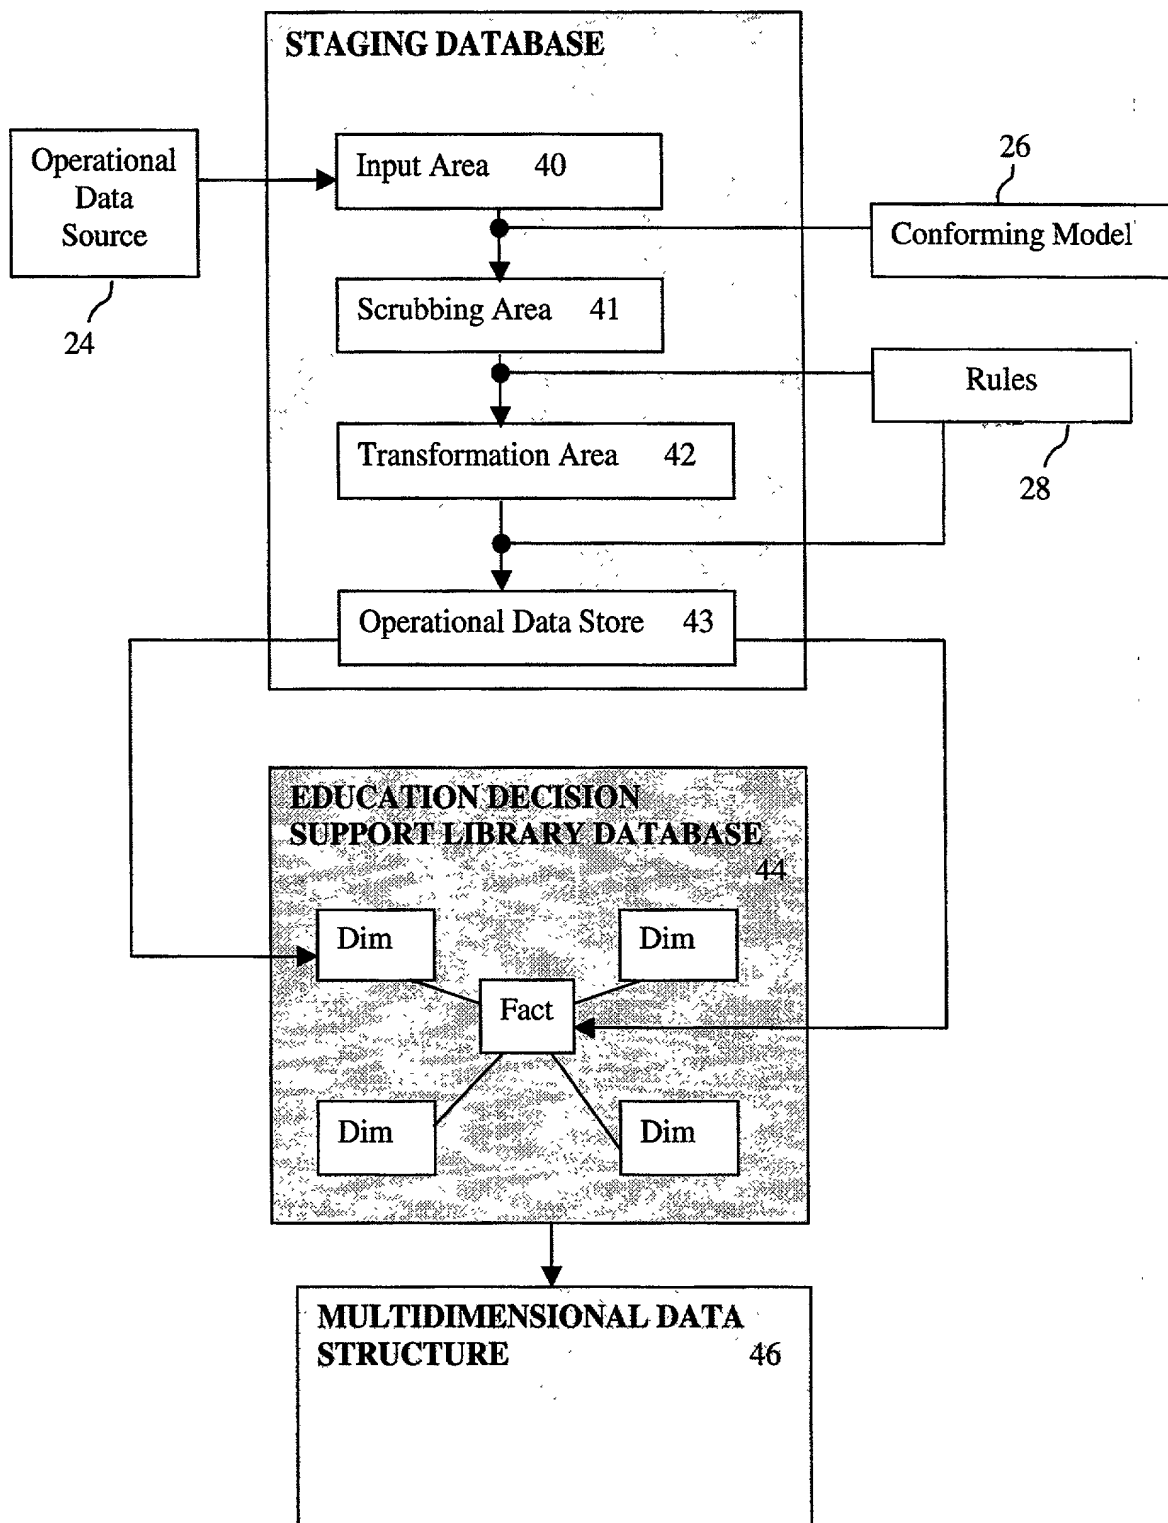 STAGING DATABASE
Operational
Data
Source
24
Input Area 40
26
Conforming Model
Scrubbing Area 41
Rules
28
Transformation Area 42
Operational Data Store 43
EDUCATION DECISION
SUPPORT LIBRARY DATABASE
44
Dim
Dim
Fact
Dim
Dim
MULTIDIMENSIONAL DATA
STRUCTURE 46